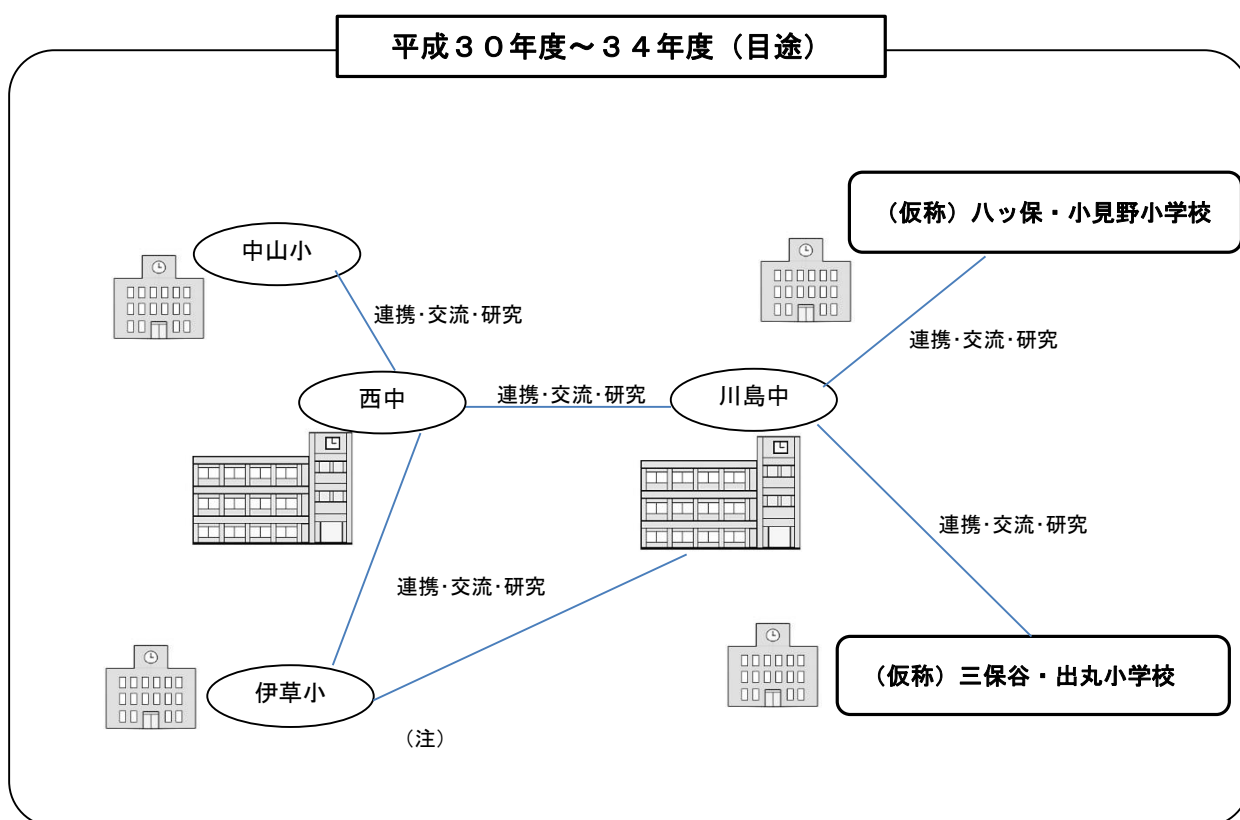 平成３０年度～３４年度（目途）
（仮称）八ッ保・小見野小学校
中山小
連携･交流･研究
連携･交流･研究
西中
連携･交流･研究
川島中
連携･交流･研究
連携･交流･研究
伊草小
（仮称）三保谷・出丸小学校
（注）